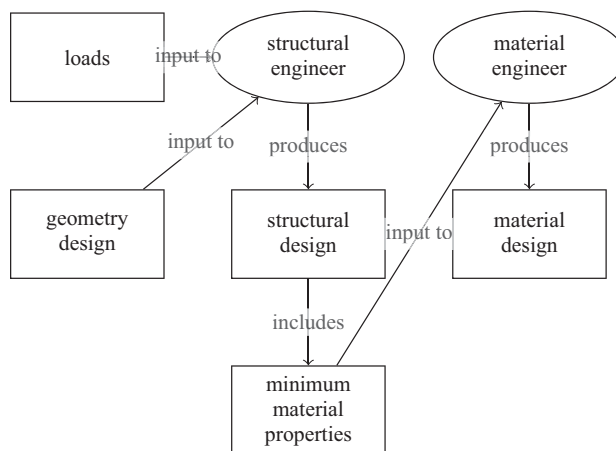 loads
input to
structural
engineer
material
engineer
input to
produces
produces
geometry
design
structural
design
input to
material
design
includes
minimum
material
properties